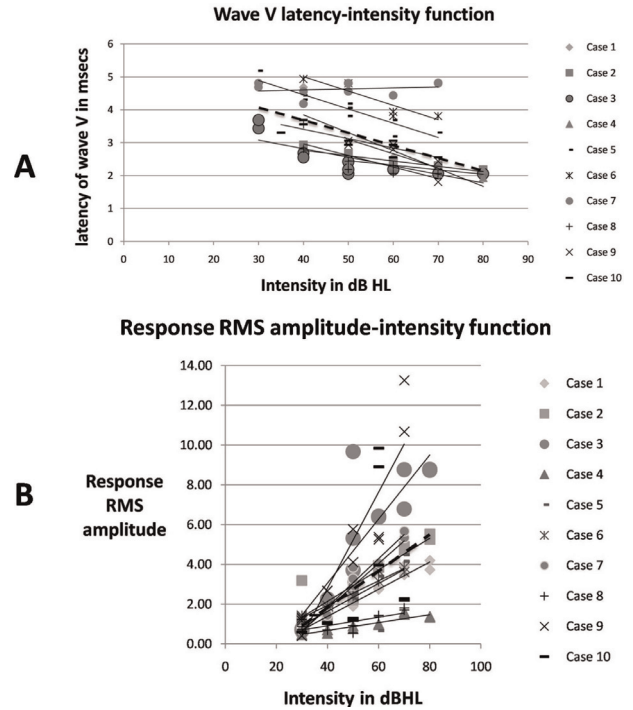 Wave V latency-intensity function
A
latency of wave V in msecs
6
5
4
3
2
1
0
0 10 20 30 40 50 60 70 80 90
Intensity in dB HL
Case 1
Case 2
Case 3
Case 4
Case 5
Case 6
Case 7
Case 8
Case 9
Case 10
Response RMS amplitude-intensity function
B
Response
RMS
amplitude
14.00
12.00
10.00
8.00
6.00
4.00
2.00
0.00
0 20 40 60 80 100
Intensity in dBHL
Case 1
Case 2
Case 3
Case 4
Case 5
Case 6
Case 7
Case 8
Case 9
Case 10